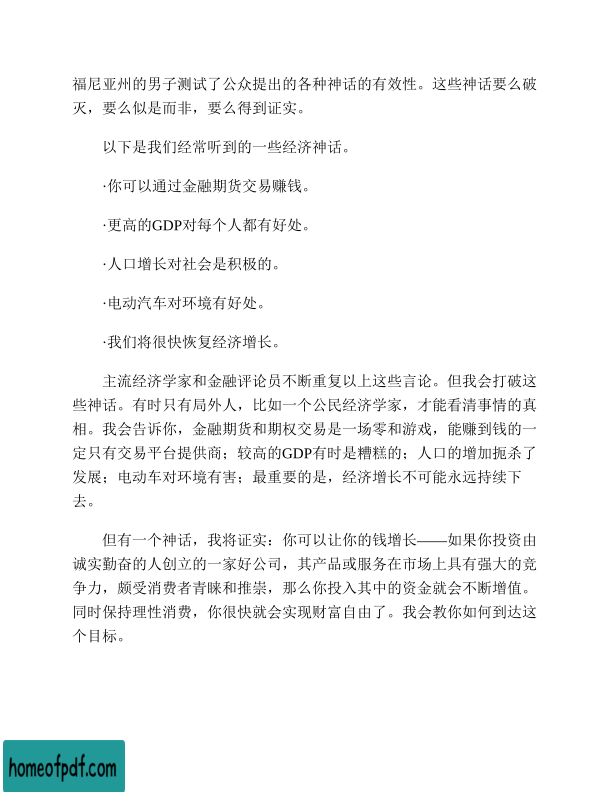 福尼亚州的男子测试了公众提出的各种神话的有效性。这些神话要么破
灭，要么似是而非，要么得到证实。
以下是我们经常听到的一些经济神话。
·你可以通过金融期货交易赚钱。
·更高的GDP对每个人都有好处。
·人口增长对社会是积极的。
·电动汽车对环境有好处。
·我们将很快恢复经济增长。
主流经济学家和金融评论员不断重复以上这些言论。但我会打破这
些神话。有时只有局外人，比如一个公民经济学家，才能看清事情的真
相。我会告诉你，金融期货和期权交易是一场零和游戏，能赚到钱的一
定只有交易平台提供商；较高的GDP有时是糟糕的；人口的增加扼杀了
发展；电动车对环境有害；最重要的是，经济增长不可能永远持续下
去。
但有一个神话，我将证实：你可以让你的钱增长——如果你投资由
诚实勤奋的人创立的一家好公司，其产品或服务在市场上具有强大的竞
争力，颇受消费者青睐和推崇，那么你投入其中的资金就会不断增值。
同时保持理性消费，你很快就会实现财富自由了。我会教你如何到达这
个目标。
homeofpdf.com